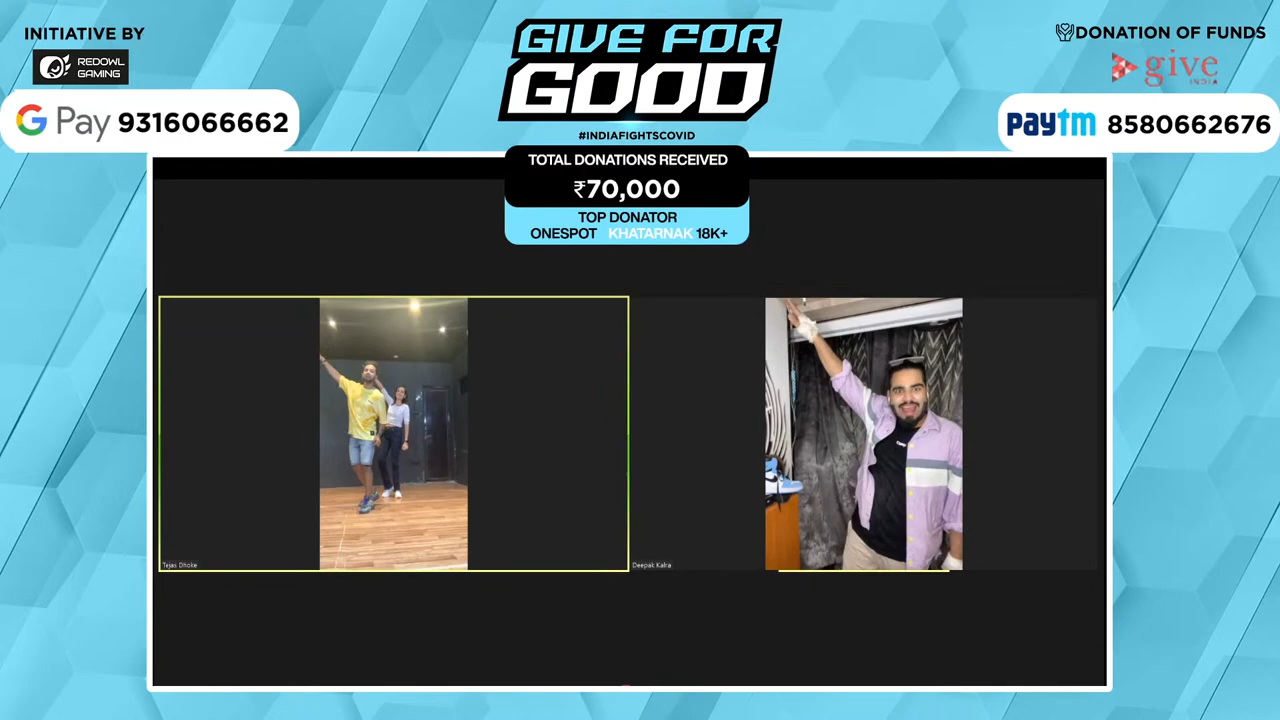 INITIATIVE BY
REDOWL
GAMING
G Pay 9316066662
GIVE FOR
GOOD
#INDIAFIGHTSCOVID
DONATION OF FUNDS
give
INDIA
paytm 8580662676
TOTAL DONATIONS RECEIVED
₹70,000
TOP DONATOR
ONESPOT KHATARNAK 18K+
Tejas Dhoke
Deepak Kalra